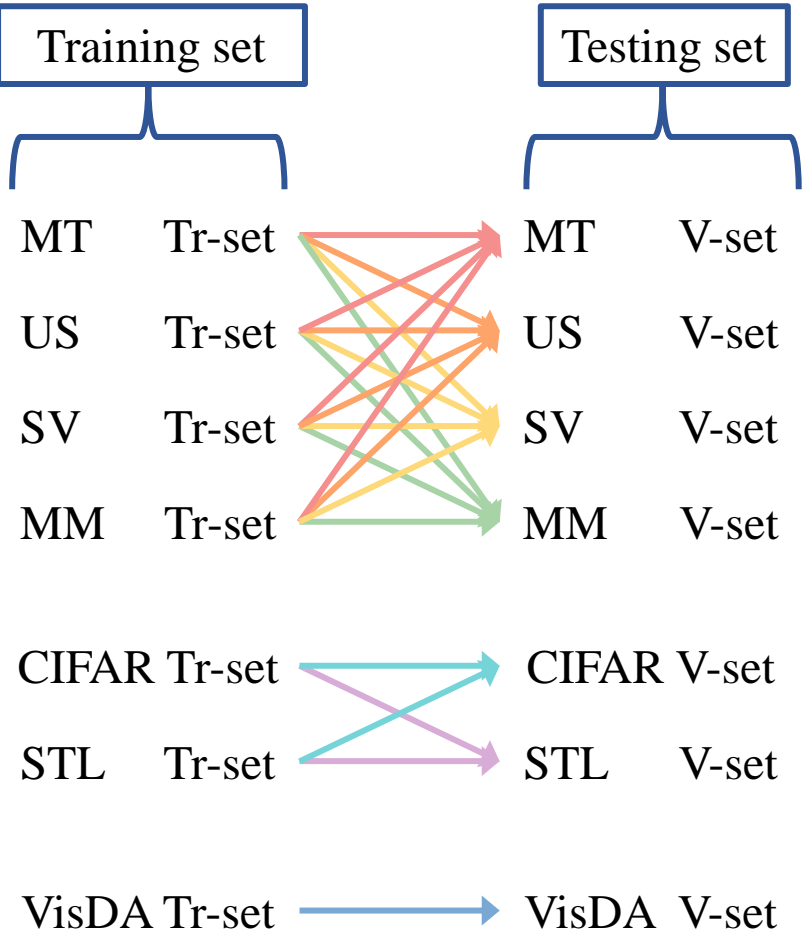 Training set Testing set
MT Tr-set MT V-set
US Tr-set US V-set
SV Tr-set SV V-set
MM Tr-set MM V-set
CIFAR Tr-set CIFAR V-set
STL Tr-set STL V-set
VisDA Tr-set VisDA V-set